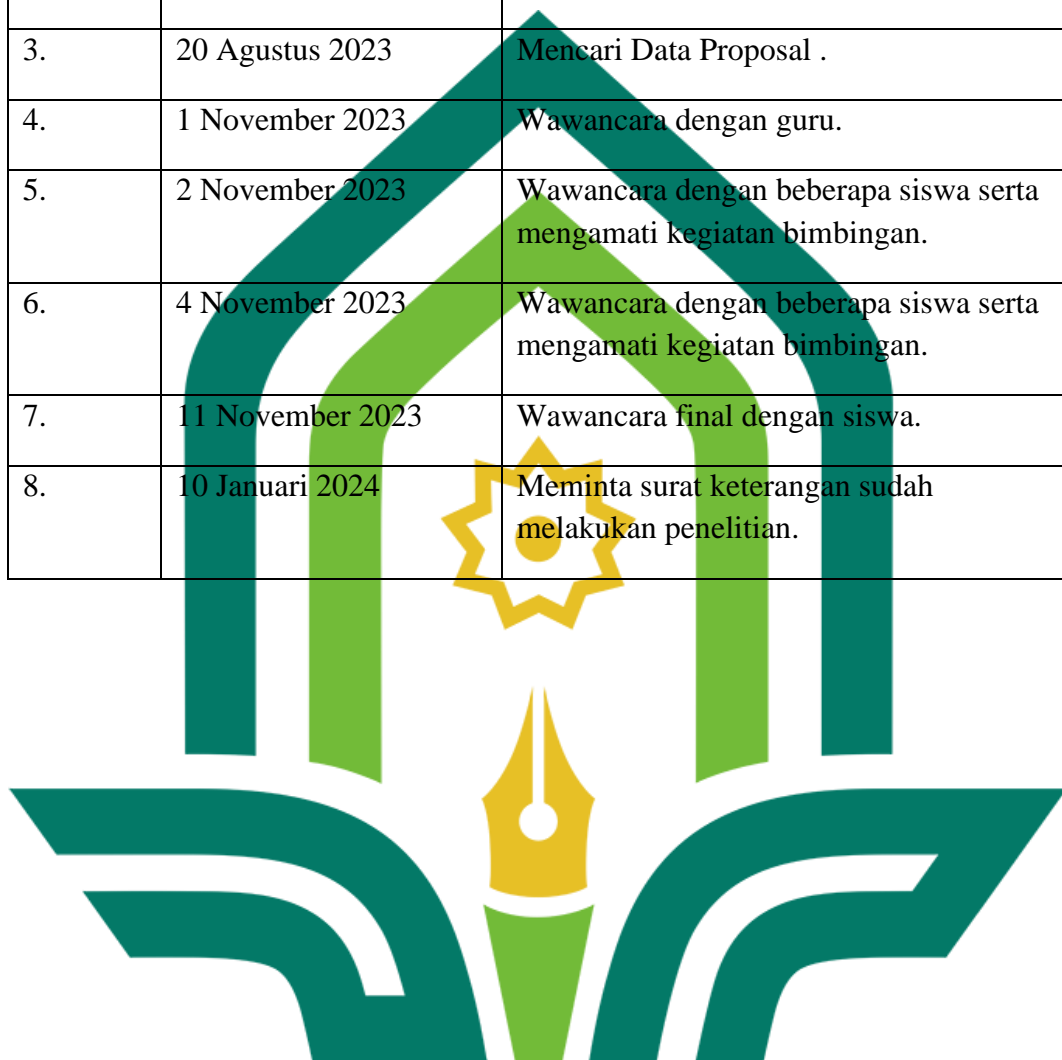 3. 20 Agustus 2023 Mencari Data Proposal .
4. 1 November 2023 Wawancara dengan guru.
5. 2 November 2023 Wawancara dengan beberapa siswa serta
mengamati kegiatan bimbingan.
6. 4 November 2023 Wawancara dengan beberapa siswa serta
mengamati kegiatan bimbingan.
7. 11 November 2023 Wawancara final dengan siswa.
8. 10 Januari 2024 Meminta surat keterangan sudah
melakukan penelitian.